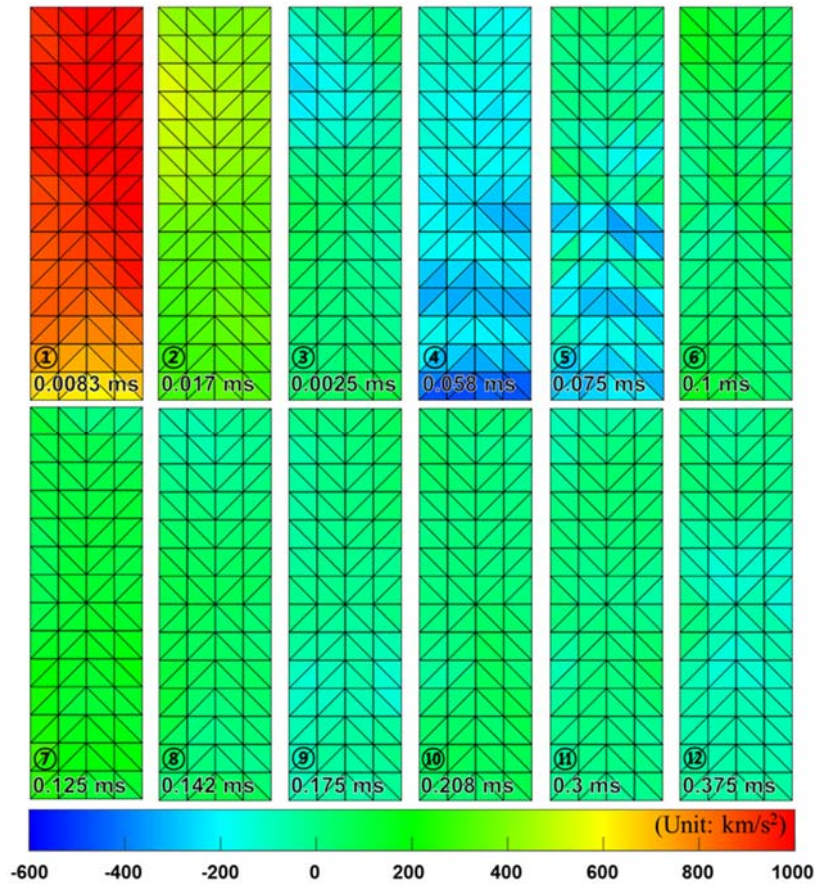 ① ② ③ ④ ⑤ ⑥
0.0083 ms 0.017 ms 0.0025 ms 0.058 ms 0.075 ms 0.1 ms
⑦ ⑧ ⑨ ⑩ ⑪ ⑫
0.125 ms 0.142 ms 0.175 ms 0.208 ms 0.3 ms 0.375 ms
(Unit: km/s²)
-600 -400 -200 0 200 400 600 800 1000